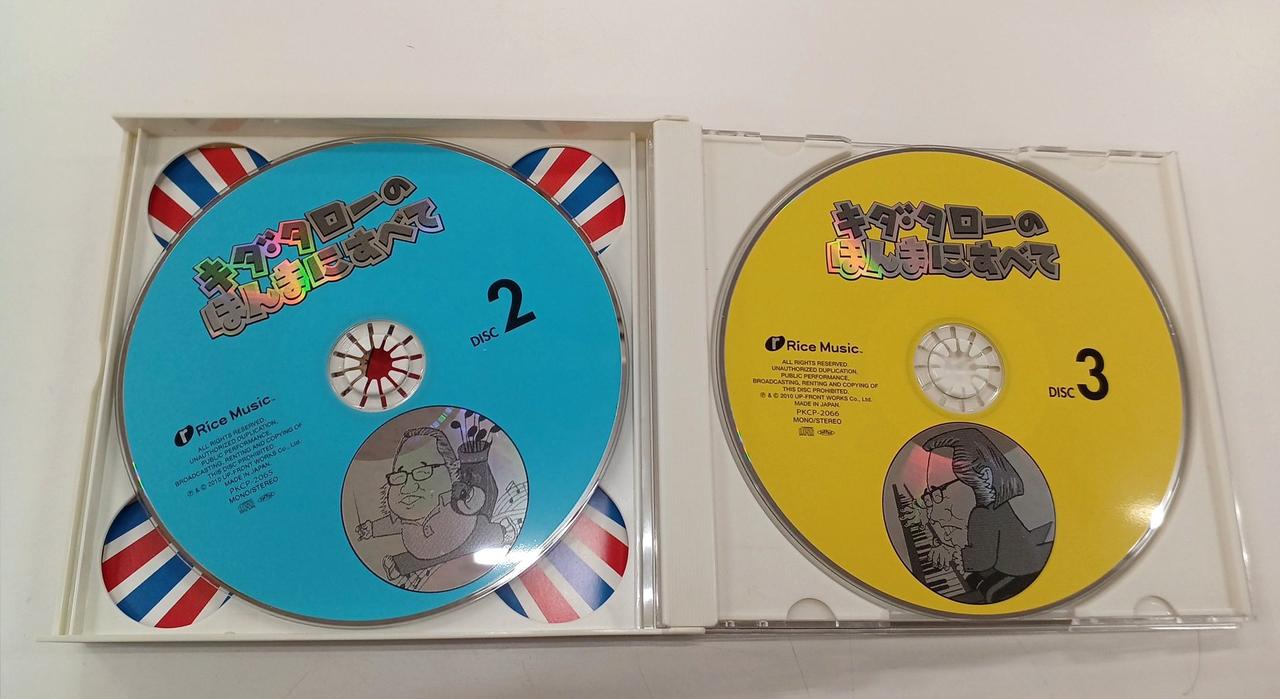 キダ・タローの
ほんまにすべて
DISC 2
Rice Music™
ALL RIGHTS RESERVED.
UNAUTHORIZED DUPLICATION,
PUBLIC PERFORMANCE,
BROADCASTING, RENTING AND COPYING OF
THIS DISC PROHIBITED.
℗ & © 2010 UP-FRONT WORKS Co., Ltd.
MADE IN JAPAN.
PKCP-2065
MONO/STEREO
キダ・タローの
ほんまにすべて
DISC 3
Rice Music™
ALL RIGHTS RESERVED.
UNAUTHORIZED DUPLICATION,
PUBLIC PERFORMANCE,
BROADCASTING, RENTING AND COPYING OF
THIS DISC PROHIBITED.
℗ & © 2010 UP-FRONT WORKS Co., Ltd.
MADE IN JAPAN.
PKCP-2066
MONO/STEREO